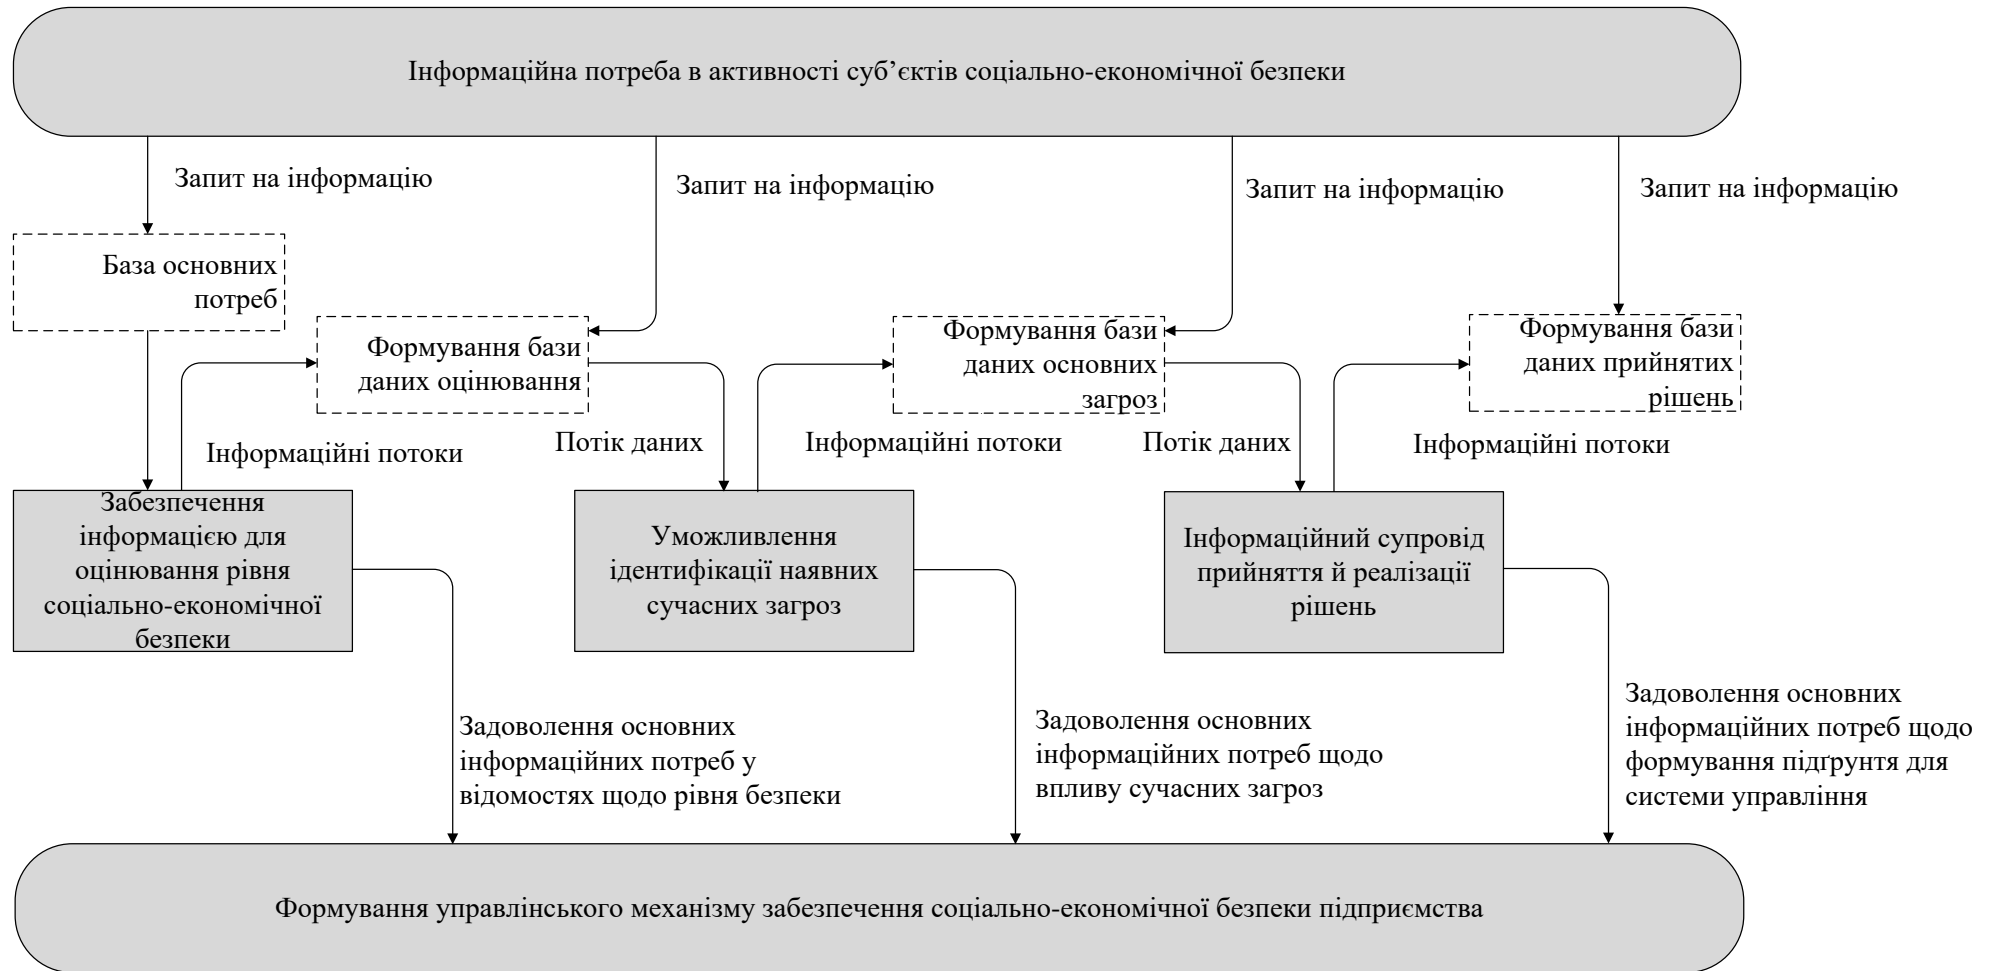 Інформаційна потреба в активності суб’єктів соціально-економічної безпеки
Запит на інформацію
Запит на інформацію
Запит на інформацію
Запит на інформацію
База основних
потреб
Формування бази
даних оцінювання
Формування бази
даних основних
загроз
Формування бази
даних прийнятих
рішень
Інформаційні потоки
Потік даних
Інформаційні потоки
Потік даних
Інформаційні потоки
Забезпечення
інформацією для
оцінювання рівня
соціально-економічної
безпеки
Уможливлення
ідентифікації наявних
сучасних загроз
Інформаційний супровід
прийняття й реалізації
рішень
Задоволення основних
інформаційних потреб у
відомостях щодо рівня безпеки
Задоволення основних
інформаційних потреб щодо
впливу сучасних загроз
Задоволення основних
інформаційних потреб щодо
формування підґрунтя для
системи управління
Формування управлінського механізму забезпечення соціально-економічної безпеки підприємства